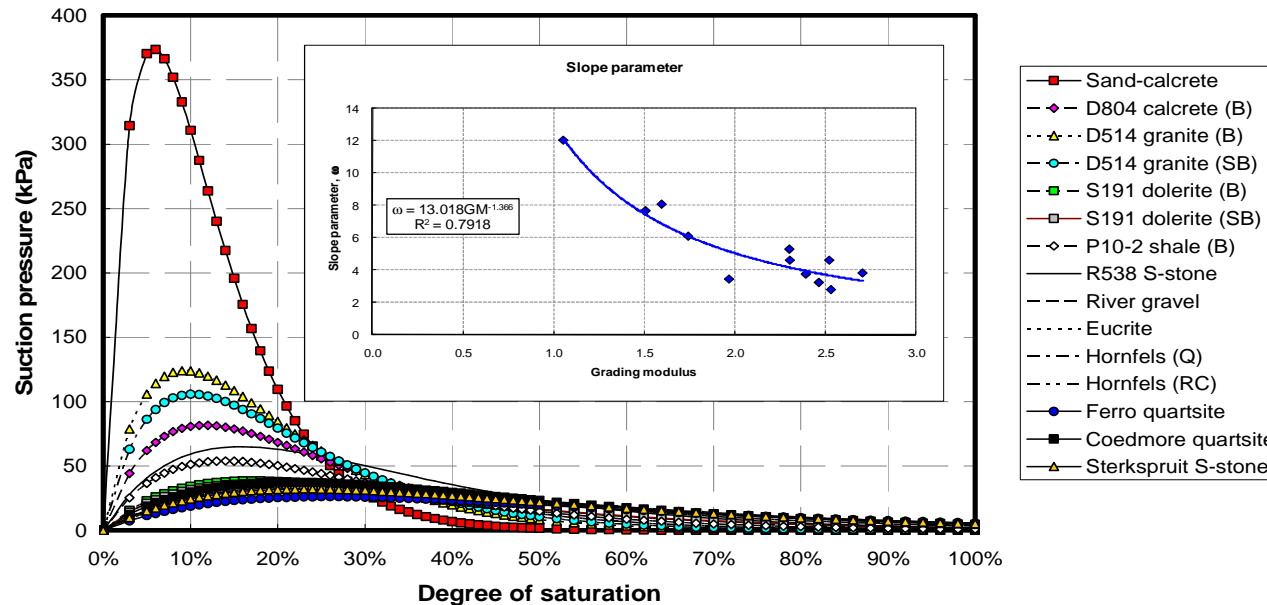 400
350
300
250
200
150
100
50
0
Suction pressure (kPa)
0%
10%
20%
30%
40%
50%
60%
70%
80%
90%
100%
Degree of saturation
Slope parameter
14
12
10
8
6
4
2
0
Slope parameter, ω
ω = 13.018GM-1.366
R² = 0.7918
0.0
0.5
1.0
1.5
2.0
2.5
3.0
Grading modulus
Sand-calcrete
D804 calcrete (B)
D514 granite (B)
D514 granite (SB)
S191 dolerite (B)
S191 dolerite (SB)
P10-2 shale (B)
R538 S-stone
River gravel
Eucrite
Hornfels (Q)
Hornfels (RC)
Ferro quartsite
Coedmore quartsite
Sterkspruit S-stone